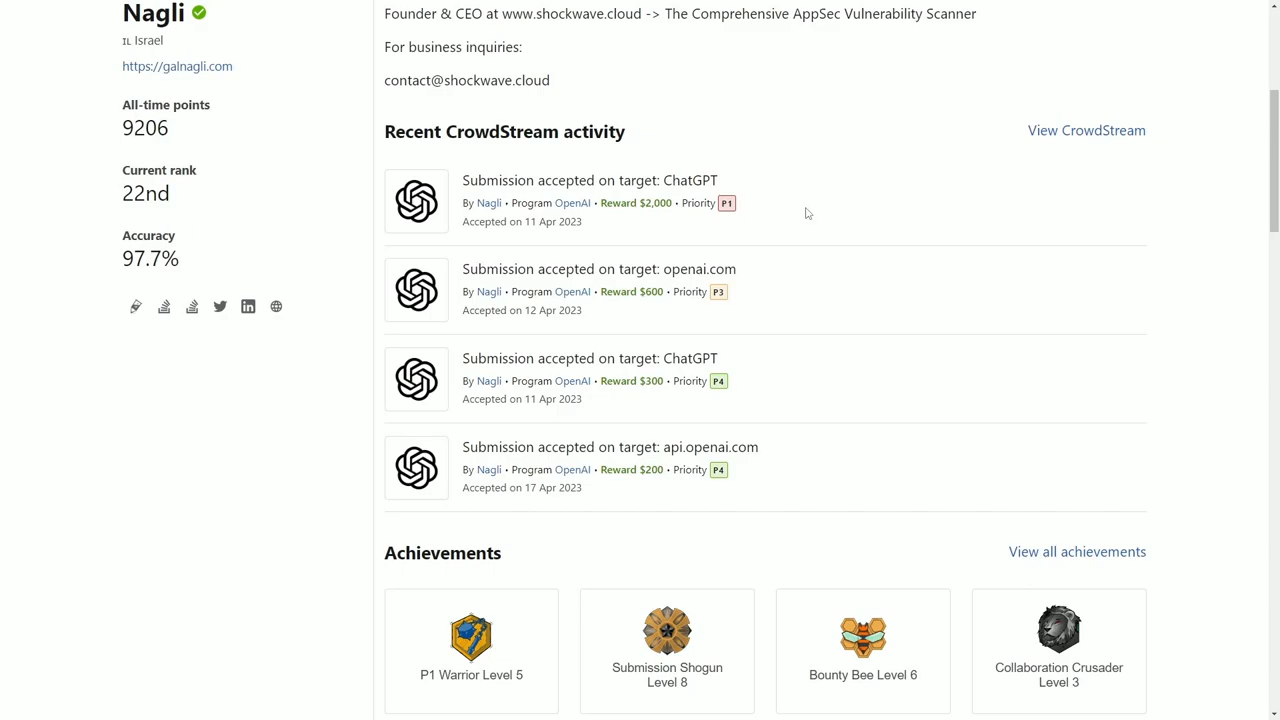 Nagli
IL Israel
https://galnagli.com
All-time points
9206
Current rank
22nd
Accuracy
97.7%
Founder & CEO at www.shockwave.cloud -> The Comprehensive AppSec Vulnerability Scanner
For business inquiries:
contact@shockwave.cloud
Recent CrowdStream activity
View CrowdStream
Submission accepted on target: ChatGPT
By Nagli • Program OpenAI • Reward $2,000 • Priority P1
Accepted on 11 Apr 2023
Submission accepted on target: openai.com
By Nagli • Program OpenAI • Reward $600 • Priority P3
Accepted on 12 Apr 2023
Submission accepted on target: ChatGPT
By Nagli • Program OpenAI • Reward $300 • Priority P4
Accepted on 11 Apr 2023
Submission accepted on target: api.openai.com
By Nagli • Program OpenAI • Reward $200 • Priority P4
Accepted on 17 Apr 2023
Achievements
View all achievements
P1 Warrior Level 5
Submission Shogun
Level 8
Bounty Bee Level 6
Collaboration Crusader
Level 3